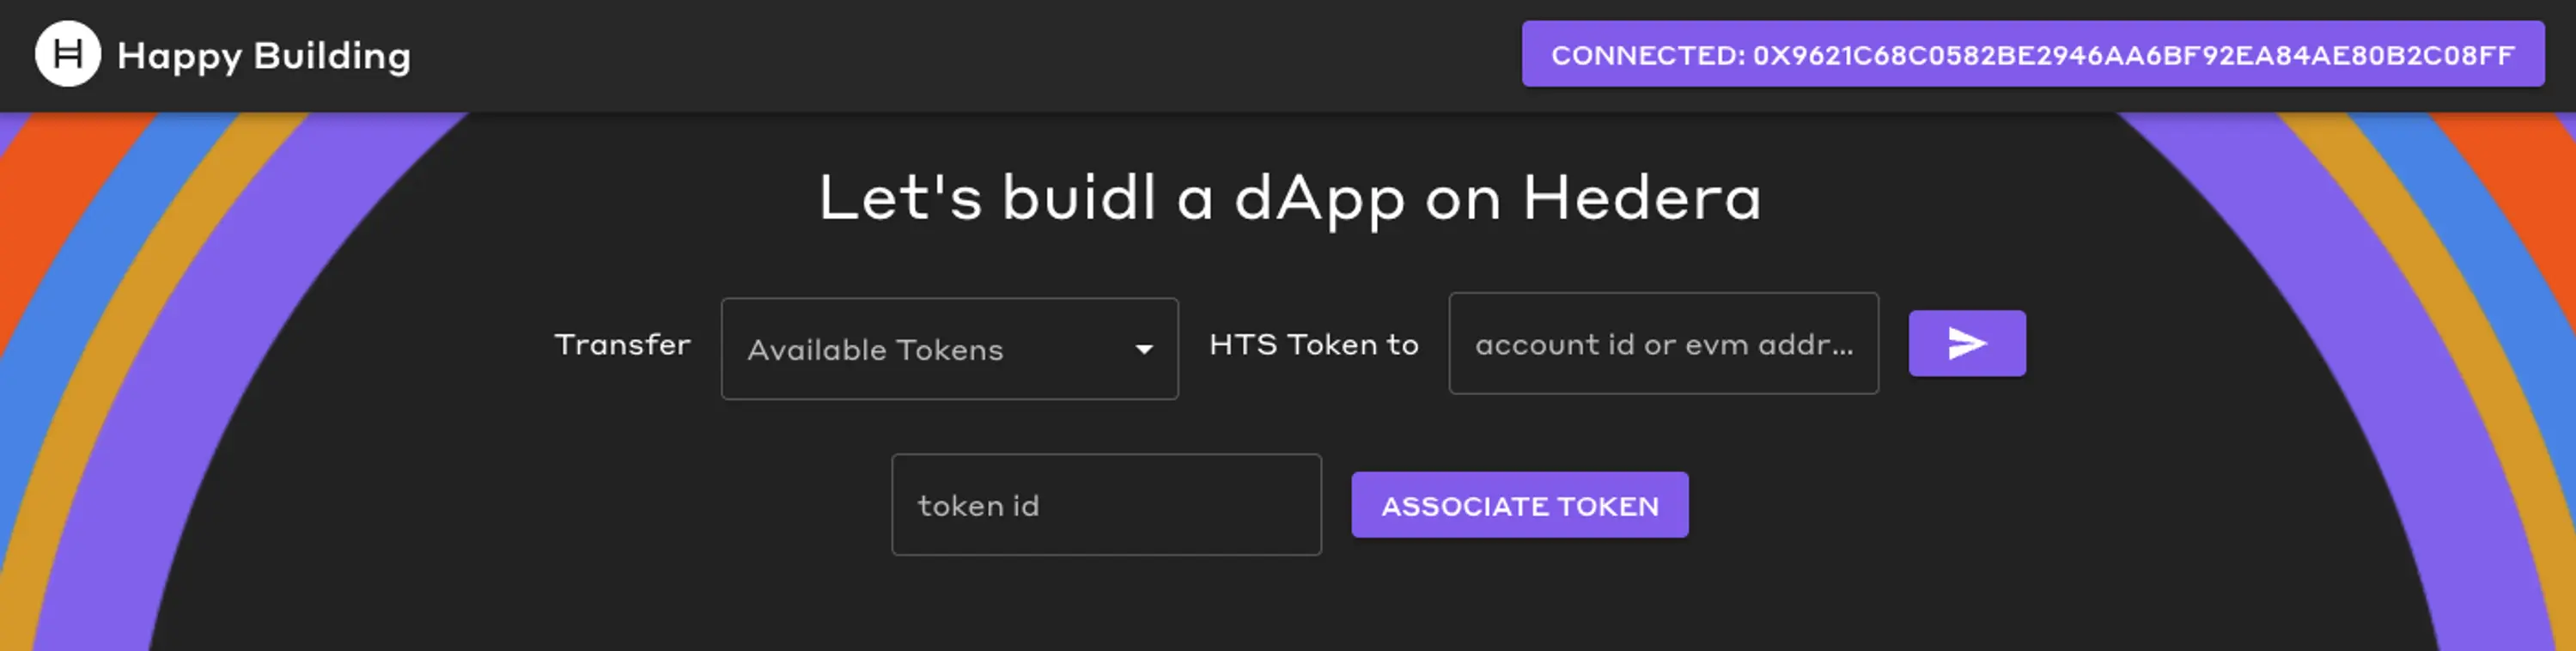 Happy Building
CONNECTED: 0X9621C68C0582BE2946AA6BF92EA84AE80B2C08FF
Let's buidl a dApp on Hedera
Transfer Available Tokens HTS Token to account id or evm addr...
token id ASSOCIATE TOKEN